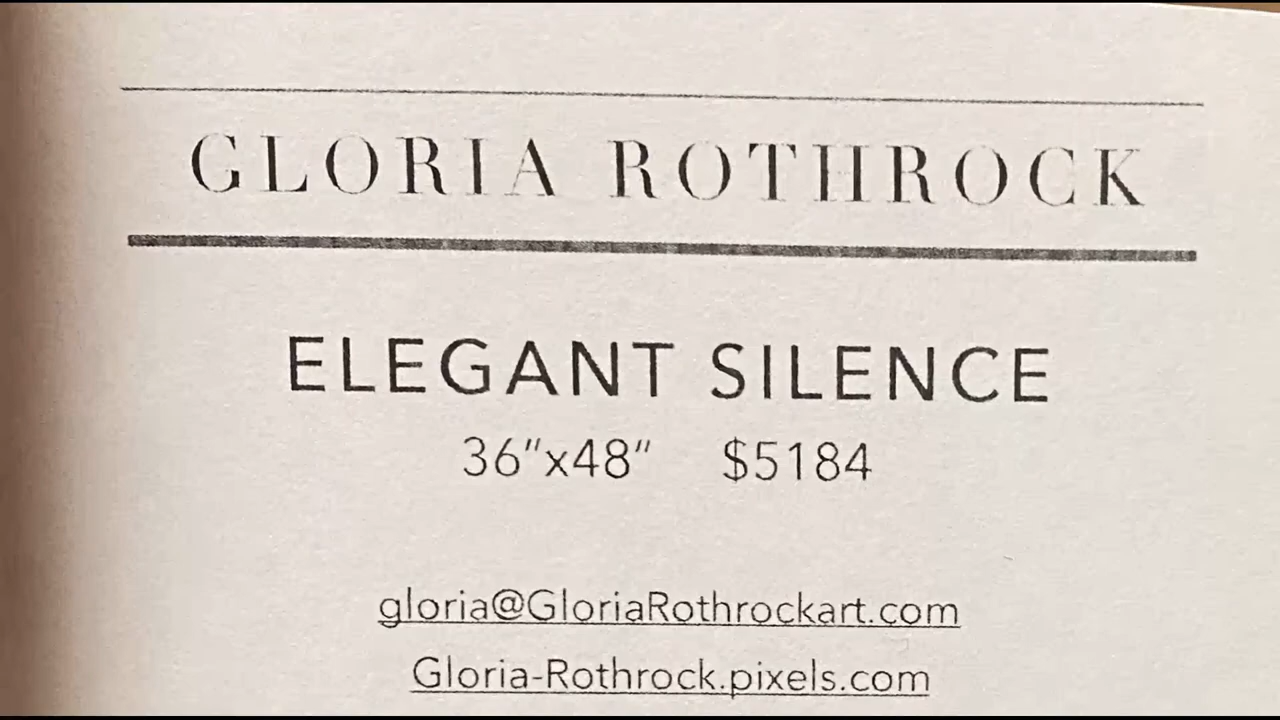 GLORIA ROTHROCK
ELEGANT SILENCE
36"x48" $5184
gloria@GloriaRothrockart.com
Gloria-Rothrock.pixels.com